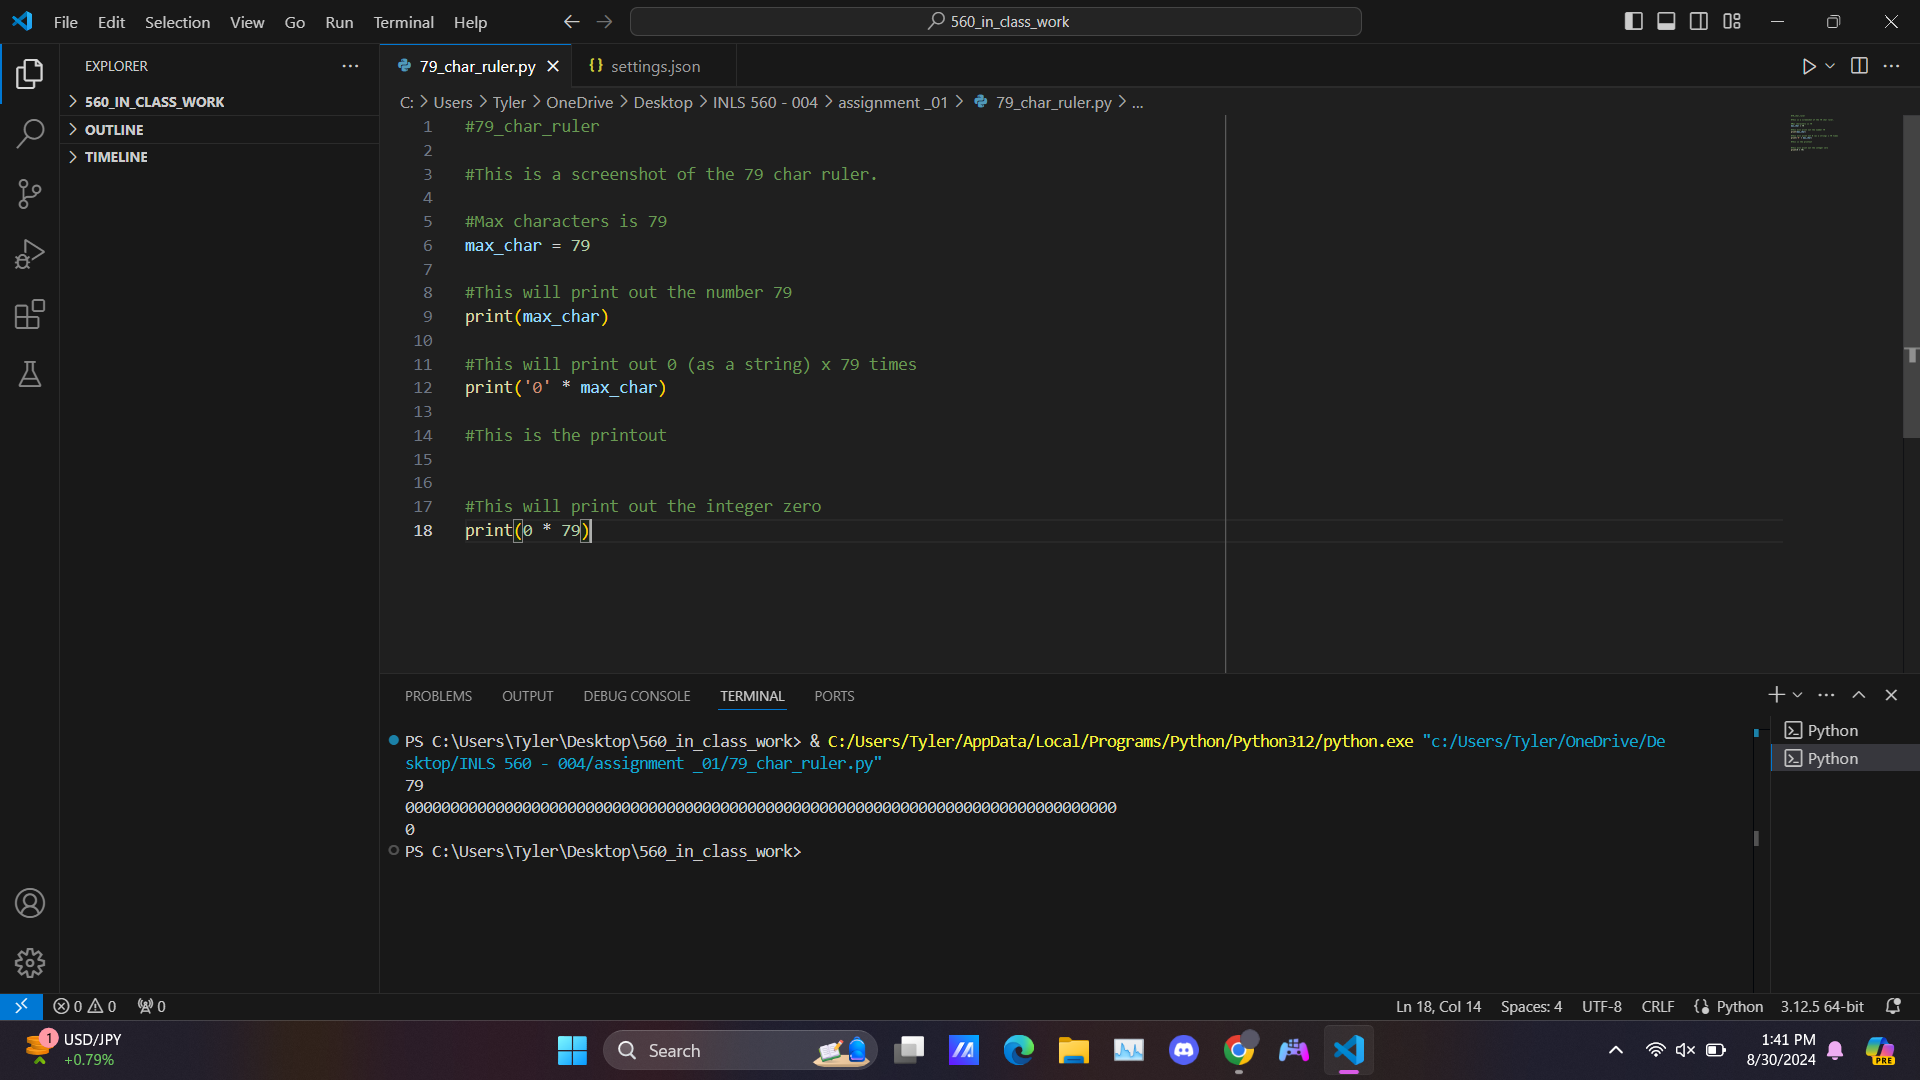 File Edit Selection View Go Run Terminal Help
560_in_class_work
EXPLORER
560_IN_CLASS_WORK
OUTLINE
TIMELINE
79_char_ruler.py
{} settings.json
C: > Users > Tyler > OneDrive > Desktop > INLS 560 - 004 > assignment _01 > 79_char_ruler.py > ...
1 #79_char_ruler
2
3 #This is a screenshot of the 79 char ruler.
4
5 #Max characters is 79
6 max_char = 79
7
8 #This will print out the number 79
9 print(max_char)
10
11 #This will print out 0 (as a string) x 79 times
12 print('0' * max_char)
13
14 #This is the printout
15
16
17 #This will print out the integer zero
18 print(0 * 79)
PROBLEMS OUTPUT DEBUG CONSOLE TERMINAL PORTS
PS C:\Users\Tyler\Desktop\560_in_class_work> & C:/Users/Tyler/AppData/Local/Programs/Python/Python312/python.exe "c:/Users/Tyler/OneDrive/De
sktop/INLS 560 - 004/assignment _01/79_char_ruler.py"
79
0000000000000000000000000000000000000000000000000000000000000000000000000000000
0
PS C:\Users\Tyler\Desktop\560_in_class_work>
Python
Python
0 0 0
Ln 18, Col 14 Spaces: 4 UTF-8 CRLF {} Python 3.12.5 64-bit
1
USD/JPY
+0.79%
Search
1:41 PM
8/30/2024
PRE